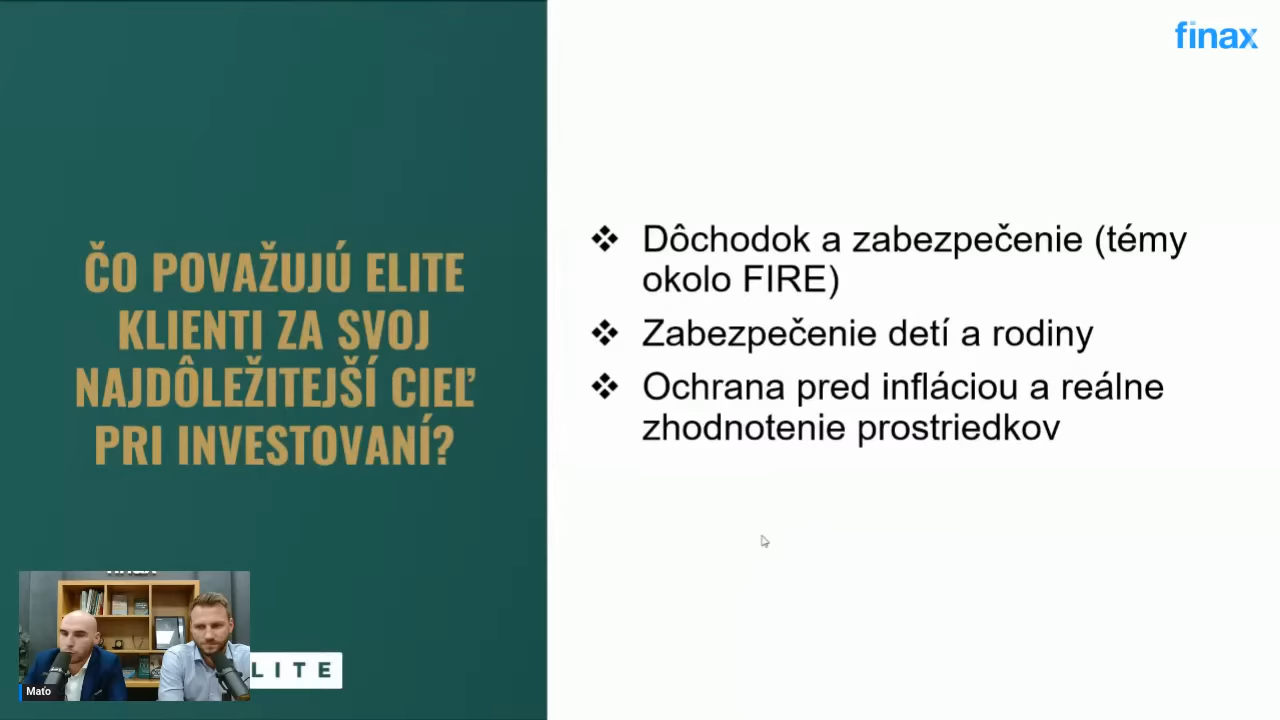 finax
ČO POVAŽUJÚ ELITE
KLIENTI ZA SVOJ
NAJDÔLEŽITEJŠÍ CIEĽ
PRI INVESTOVANÍ?
❖ Dôchodok a zabezpečenie (témy
okolo FIRE)
❖ Zabezpečenie detí a rodiny
❖ Ochrana pred infláciou a reálne
zhodnotenie prostriedkov
finax
Maťo
LITE